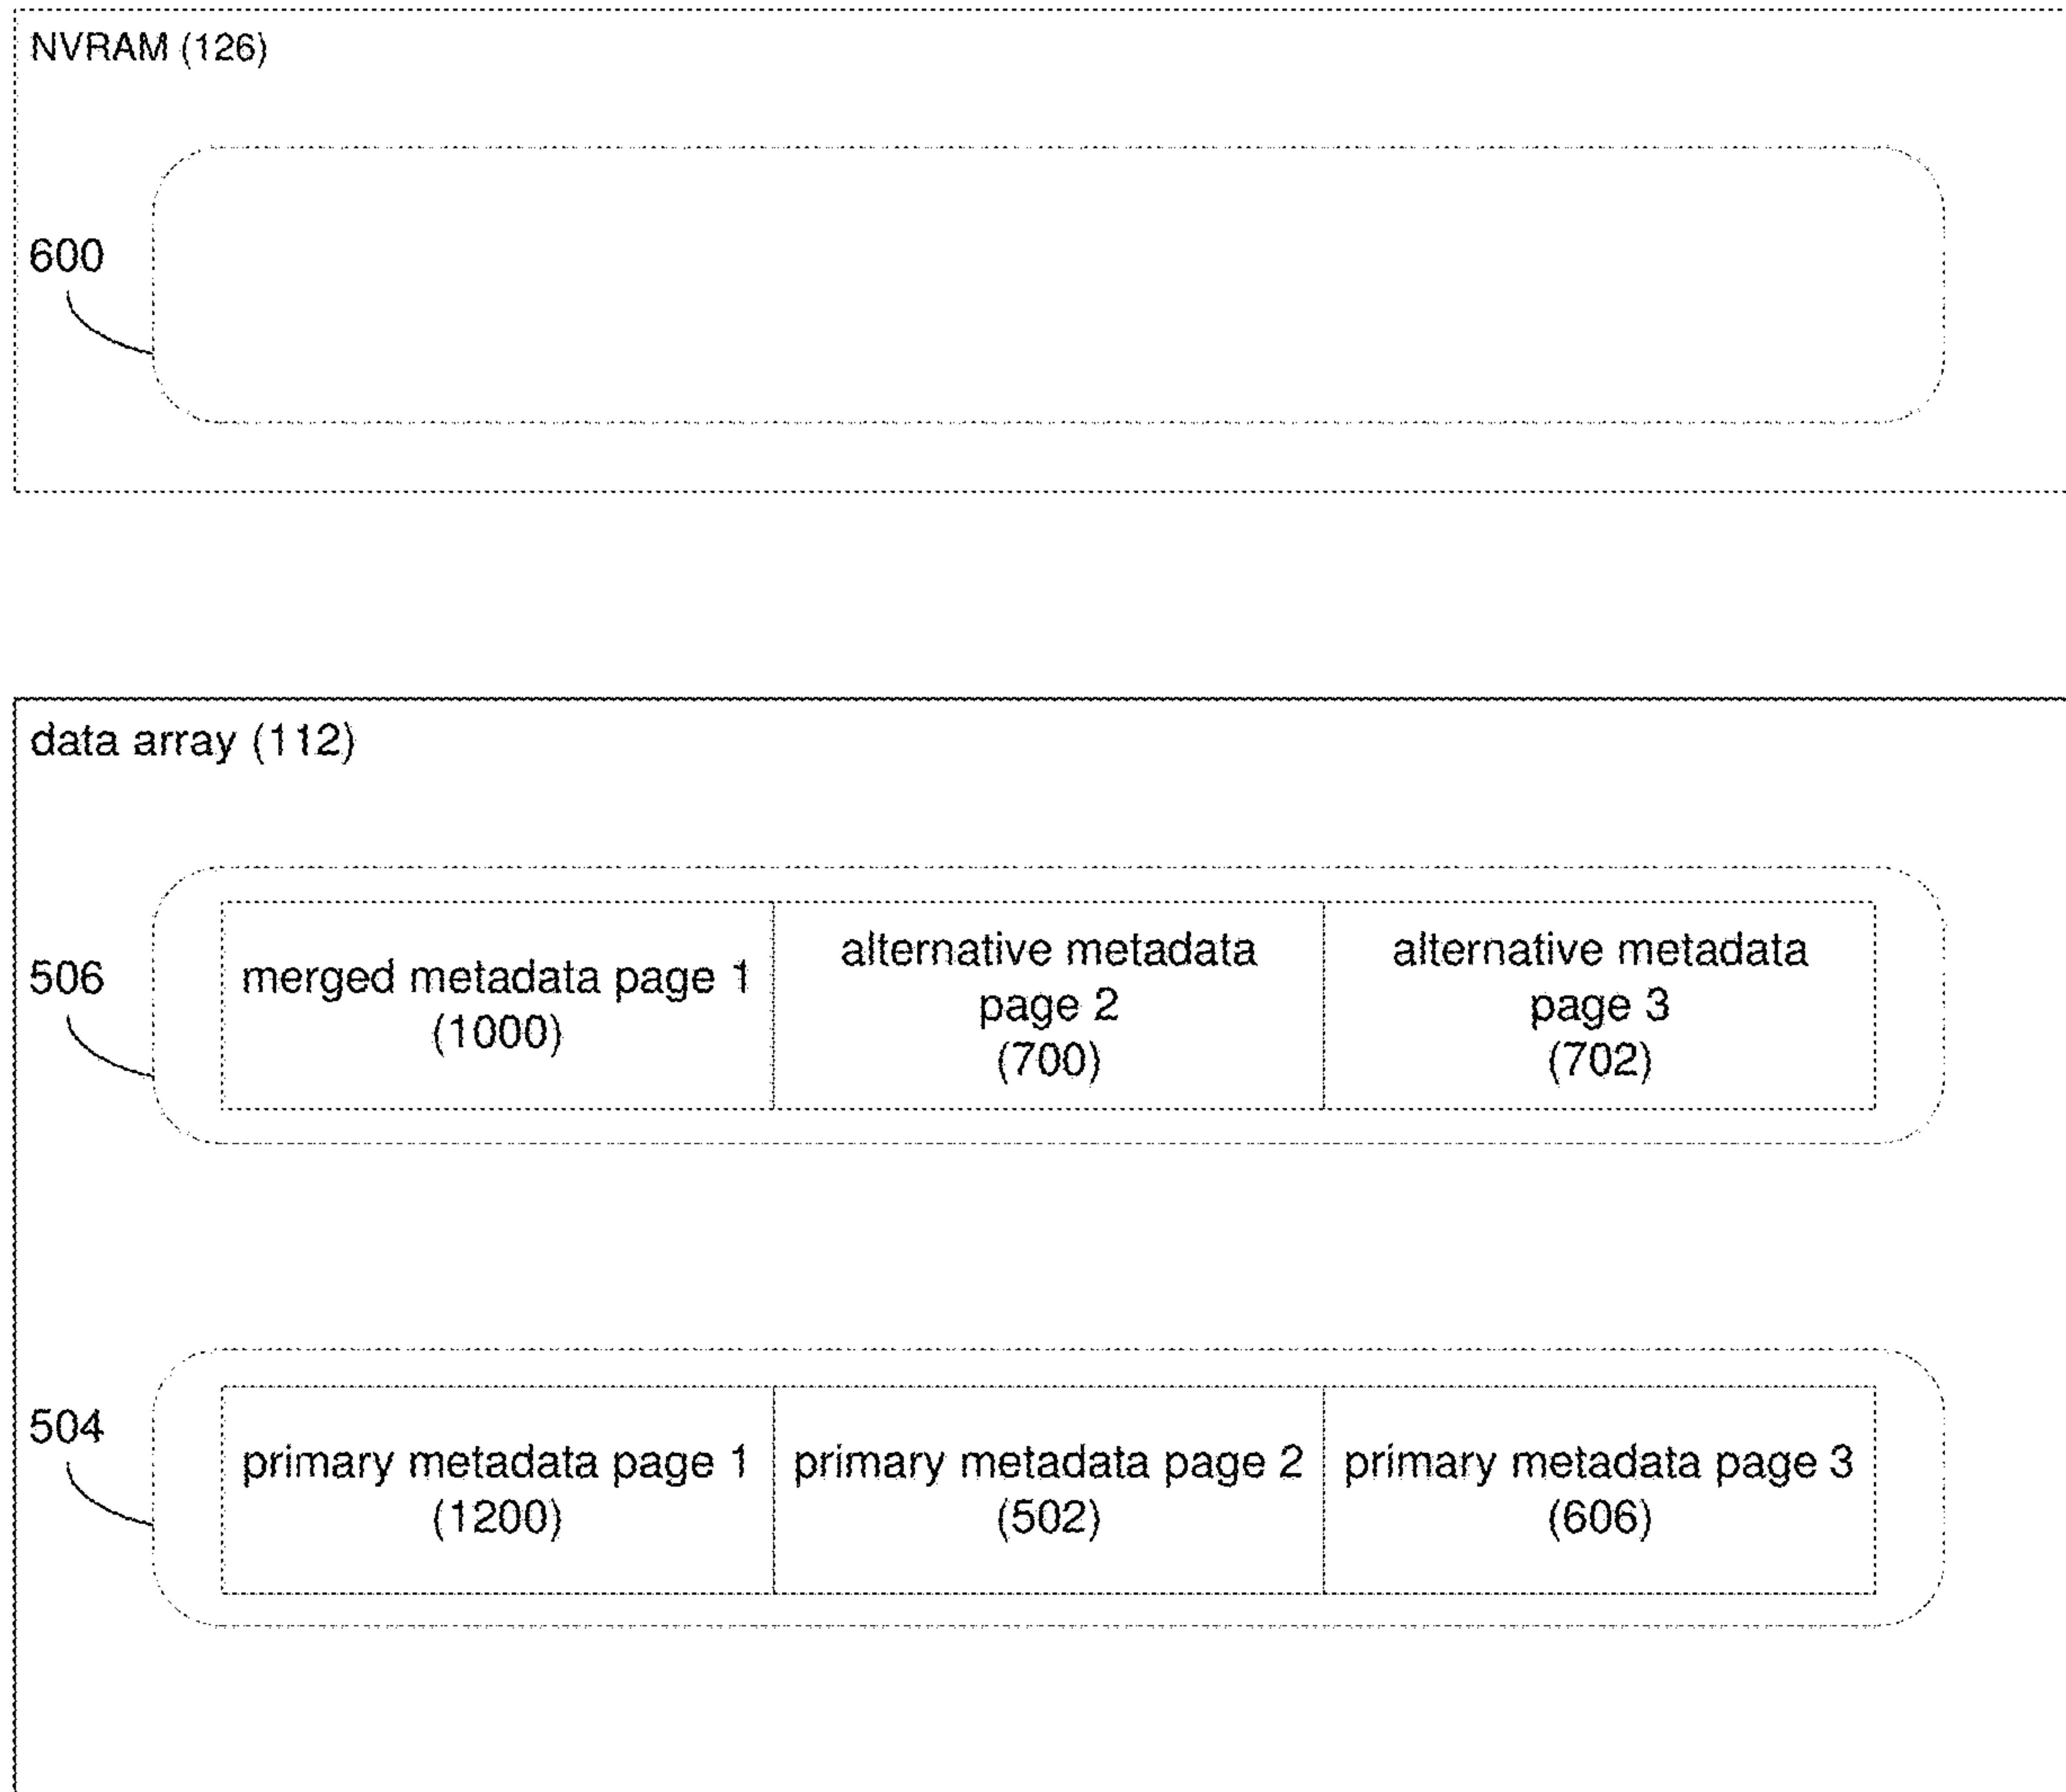 NVRAM (126)
600
data array (112)
506
merged metadata page 1
(1000)
alternative metadata
page 2
(700)
alternative metadata
page 3
(702)
504
primary metadata page 1
(1200)
primary metadata page 2
(502)
primary metadata page 3
(606)